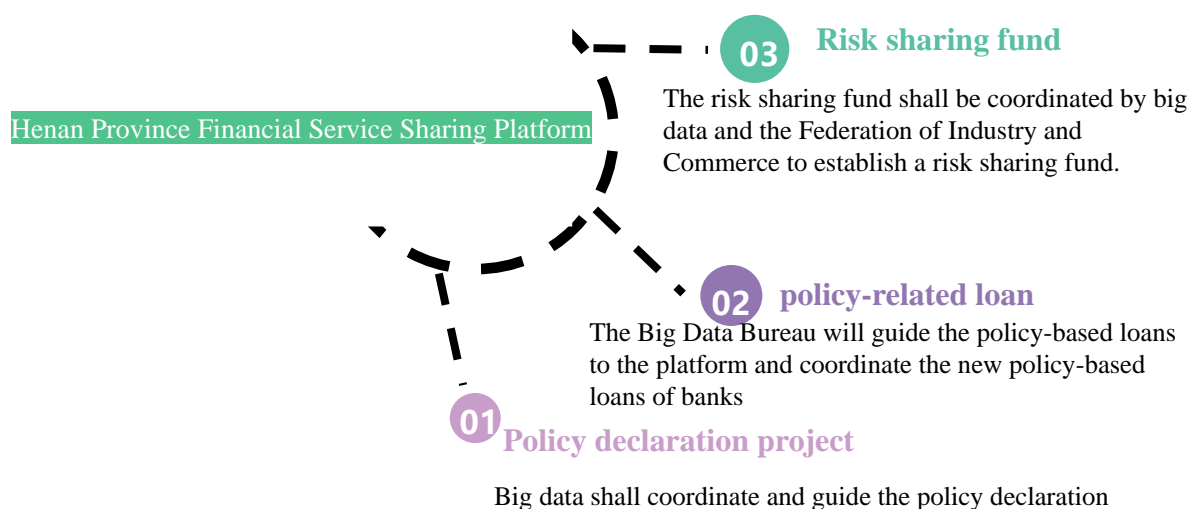 03
Risk sharing fund
The risk sharing fund shall be coordinated by big
data and the Federation of Industry and
Commerce to establish a risk sharing fund.
Henan Province Financial Service Sharing Platform
02
policy-related loan
The Big Data Bureau will guide the policy-based loans
to the platform and coordinate the new policy-based
loans of banks
01
Policy declaration project
Big data shall coordinate and guide the policy declaration